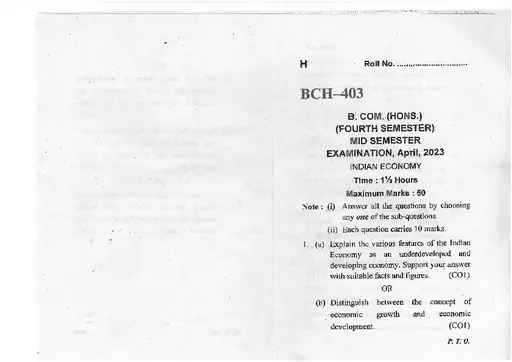 H Roll No. ..............................
BCH–403
B. COM. (HONS.)
(FOURTH SEMESTER)
MID SEMESTER
EXAMINATION, April, 2023
INDIAN ECONOMY
Time : 1½ Hours
Maximum Marks : 50
Note : (i) Answer all the questions by choosing
any one of the sub-questions.
(ii) Each question carries 10 marks.
1. (a) Explain the various features of the Indian
Economy as an underdeveloped and
developing economy. Support your answer
with suitable facts and figures. (CO1)
OR
(b) Distinguish between the concept of
economic growth and economic
development. (CO1)
P. T. O.